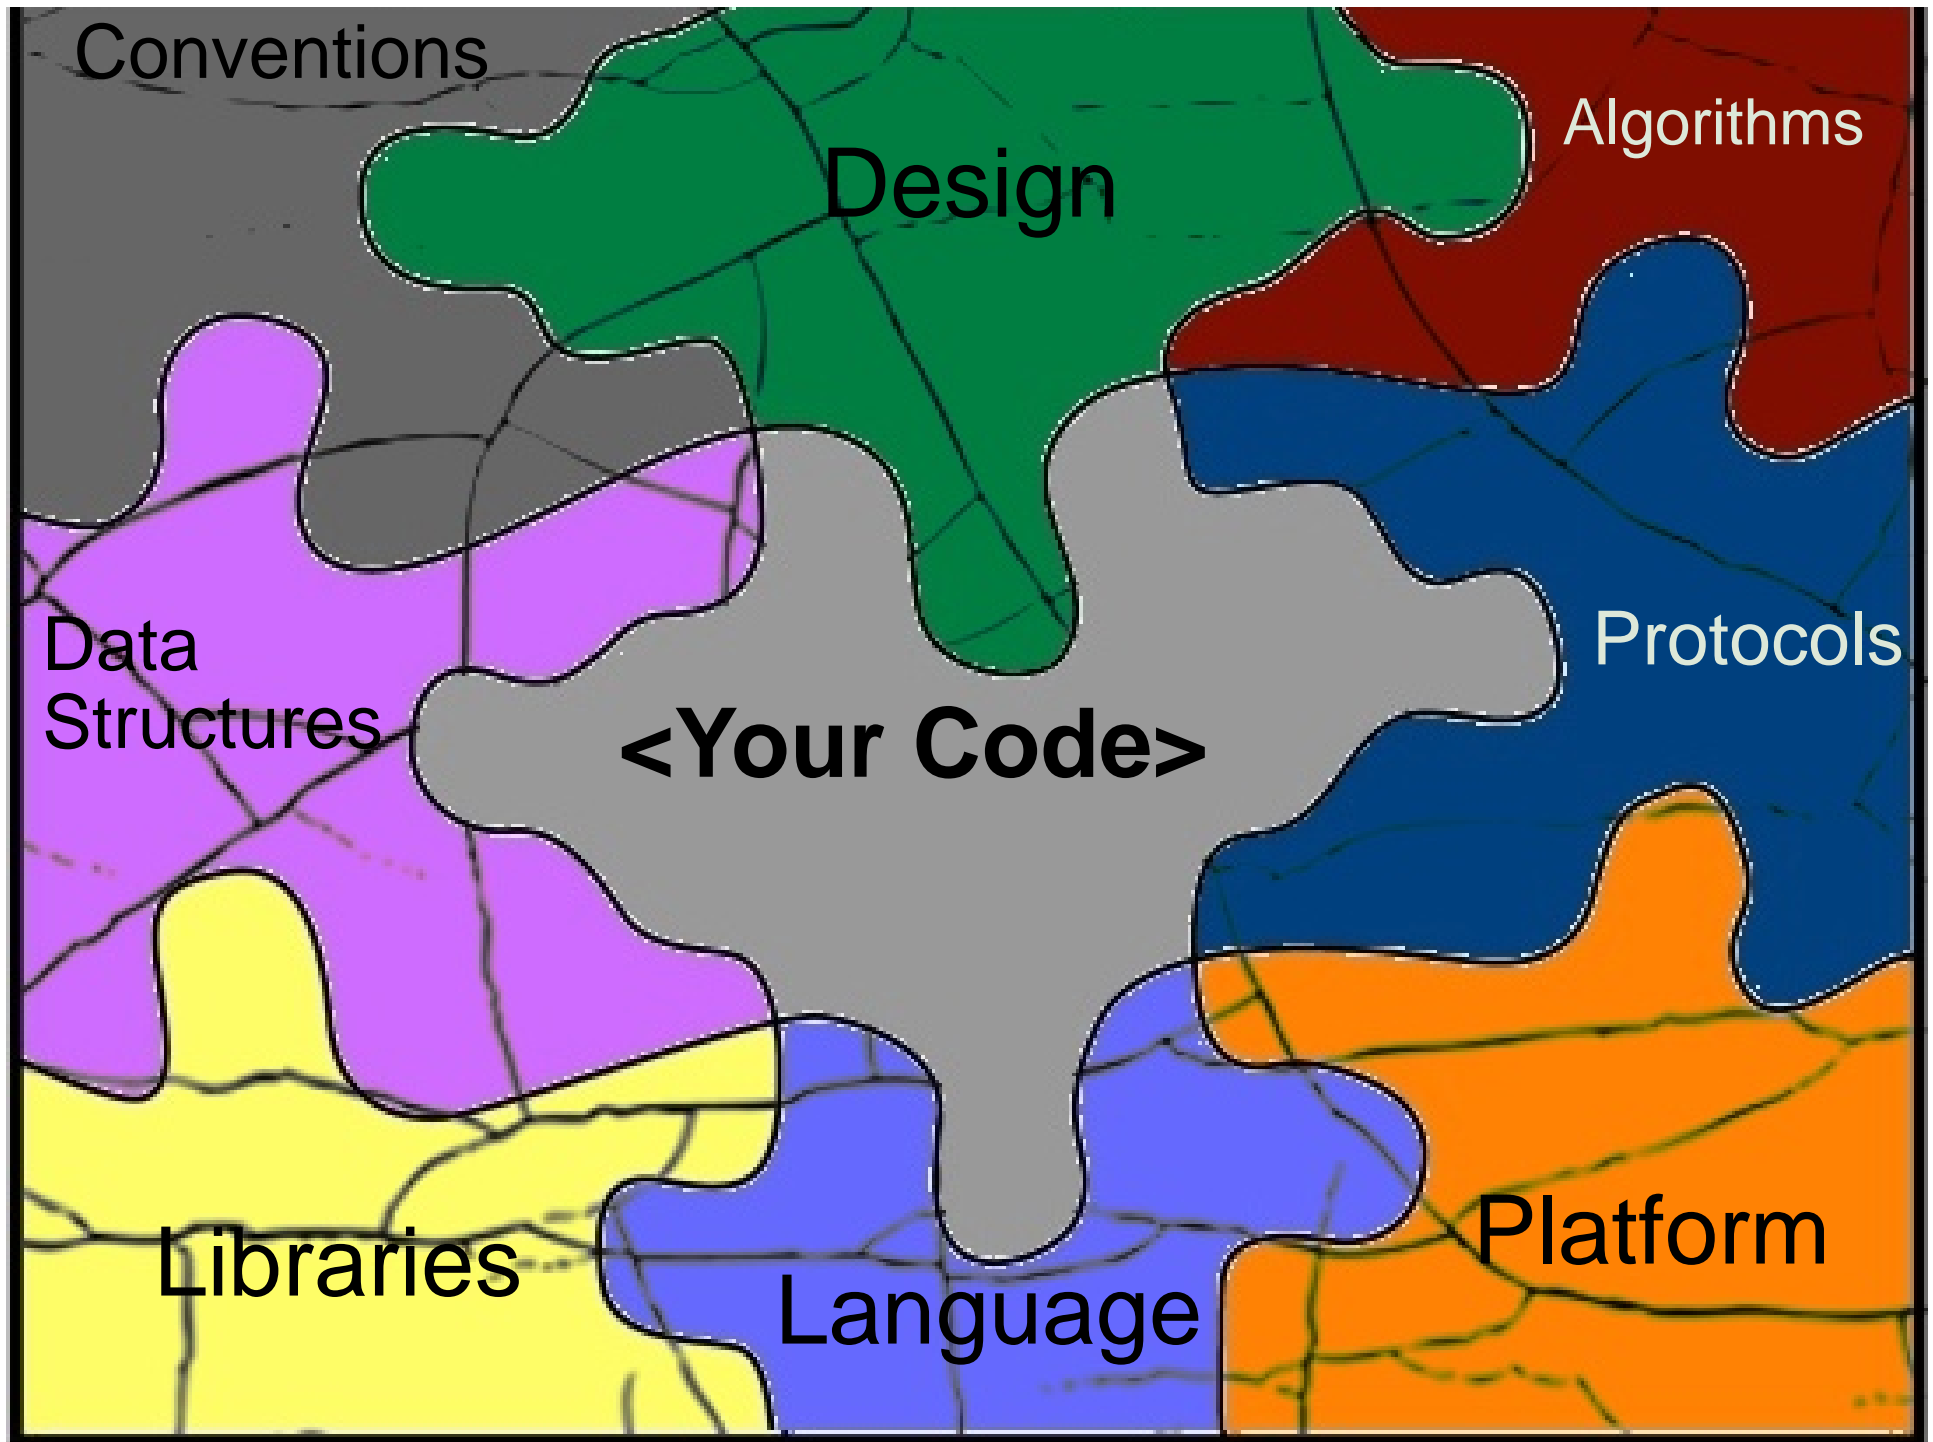 Conventions
Design
Algorithms
Data
Structures
Protocols
<Your Code>
Libraries
Language
Platform